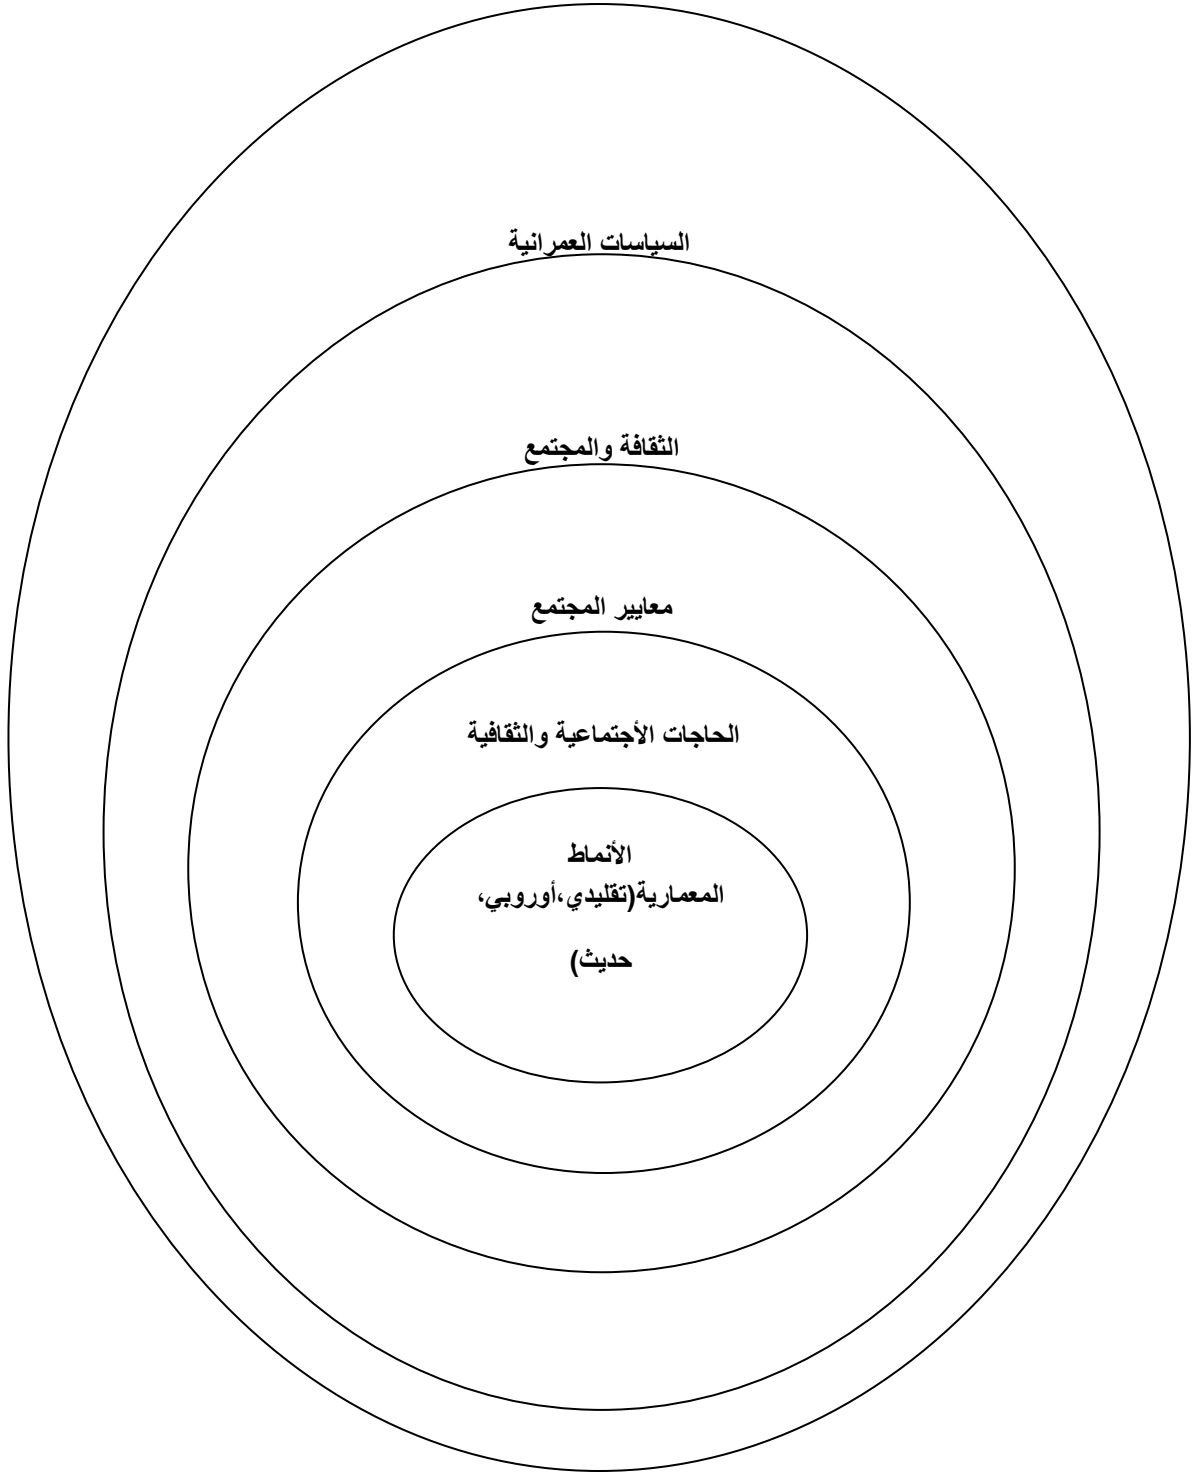 السياسات العمرانية
الثقافة والمجتمع
معايير المجتمع
الحاجات الأجتماعية والثقافية
الأنماط
المعمارية(تقليدي،أوروبي،
حديث)